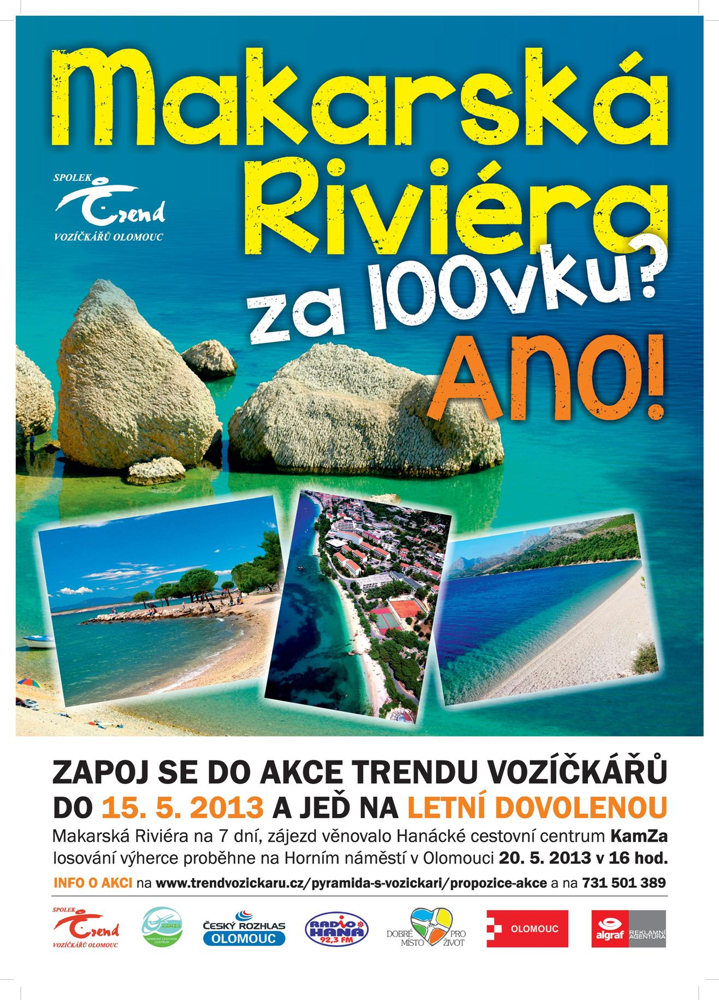 Makarská
Riviéra
SPOLEK
Trend
VOZÍČKÁŘŮ OLOMOUC
za 100vku?
ANO!
ZAPOJ SE DO AKCE TRENDU VOZÍČKÁŘŮ
DO 15. 5. 2013 A JEĎ NA LETNÍ DOVOLENOU
Makarská Riviéra na 7 dní, zájezd věnovalo Hanácké cestovní centrum KamZa
losování výherce proběhne na Horním náměstí v Olomouci 20. 5. 2013 v 16 hod.
INFO O AKCI na www.trendvozickaru.cz/pyramida-s-vozickari/propozice-akce a na 731 501 389
SPOLEK
Trend
VOZÍČKÁŘŮ OLOMOUC
KAMZA
HANÁCKÉ CESTOVNÍ
CENTRUM
ČESKÝ ROZHLAS
OLOMOUC
RADIO
HANÁ
92,3 FM
DOBRÉ PRO
MÍSTO ŽIVOT
OLOMOUC
algraf
REKLAMNÍ
AGENTURA